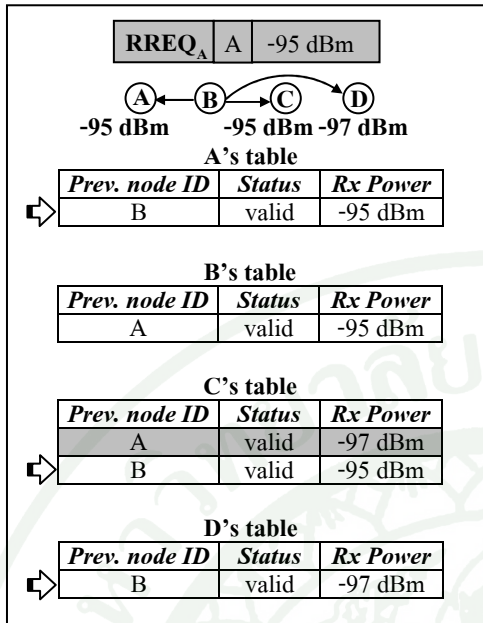 RREQA A -95 dBm
A B C D
-95 dBm -95 dBm -97 dBm
A's table
Prev. node ID Status Rx Power
B valid -95 dBm
B's table
Prev. node ID Status Rx Power
A valid -95 dBm
C's table
Prev. node ID Status Rx Power
A valid -97 dBm
B valid -95 dBm
D's table
Prev. node ID Status Rx Power
B valid -97 dBm